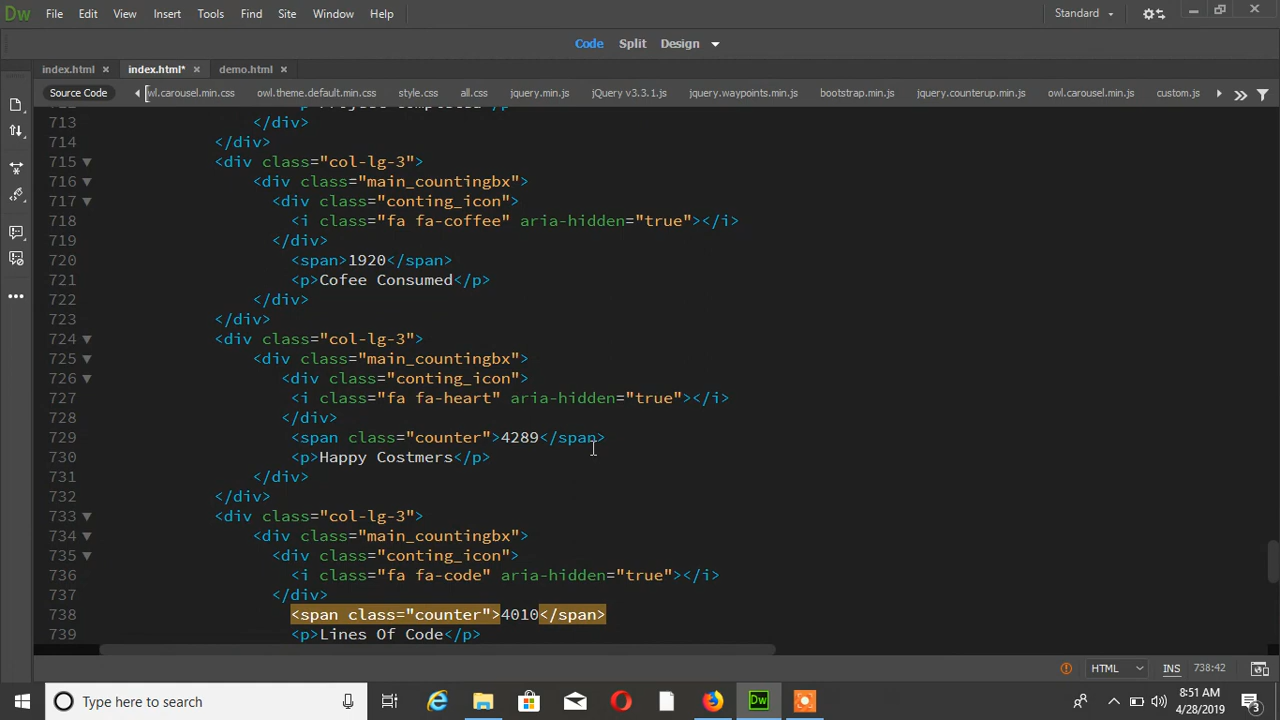 Dw File Edit View Insert Tools Find Site Window Help Standard
Code Split Design
index.html × index.html* × demo.html ×
Source Code wl.carousel.min.css owl.theme.default.min.css style.css all.css jquery.min.js jQuery v3.3.1.js jquery.waypoints.min.js bootstrap.min.js jquery.counterup.min.js owl.carousel.min.js custom.js
713 </div>
714 </div>
715 <div class="col-lg-3">
716 <div class="main_countingbx">
717 <div class="conting_icon">
718 <i class="fa fa-coffee" aria-hidden="true"></i>
719 </div>
720 <span>1920</span>
721 <p>Cofee Consumed</p>
722 </div>
723 </div>
724 <div class="col-lg-3">
725 <div class="main_countingbx">
726 <div class="conting_icon">
727 <i class="fa fa-heart" aria-hidden="true"></i>
728 </div>
729 <span class="counter">4289</span>
730 <p>Happy Costmers</p>
731 </div>
732 </div>
733 <div class="col-lg-3">
734 <div class="main_countingbx">
735 <div class="conting_icon">
736 <i class="fa fa-code" aria-hidden="true"></i>
737 </div>
738 <span class="counter">4010</span>
739 <p>Lines Of Code</p>
HTML INS 738:42
Type here to search
Dw
8:51 AM
4/28/2019
3